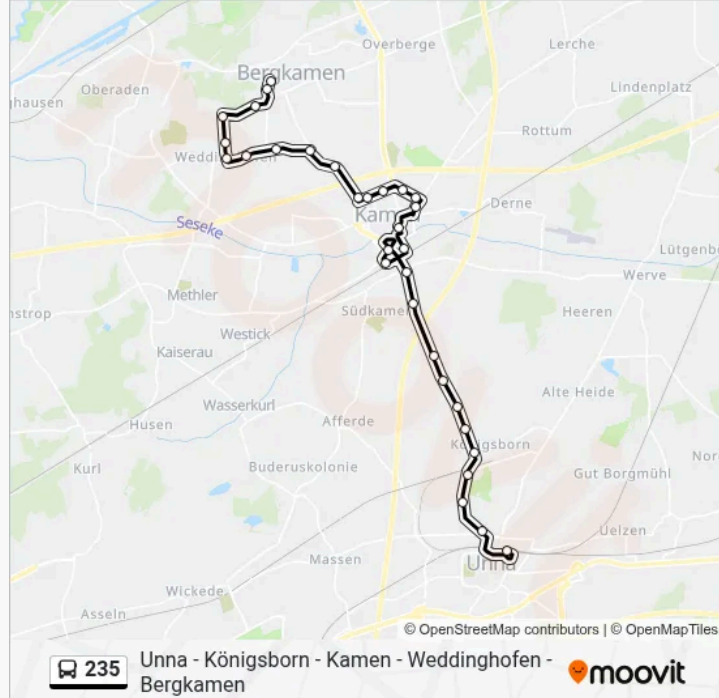 Overberge
Lerche
Bergkamen
Oberaden
Lindenplatz
ghausen
Rottum
Seseke
Derne
Lütgenb
Werve
Methler
nstrop
Südkamen
Heeren
Westick
Kaiserau
Alte Heide
Wasserkurl
Husen
Afferde
Königsborn
Kurl
Buderuskolonie
Gut Borgmühl
Nor
Uelzen
Massen
Unna
Wickede
Asseln
© OpenStreetMap contributors | © OpenMapTiles
235
Unna - Königsborn - Kamen - Weddinghofen -
Bergkamen
moovit